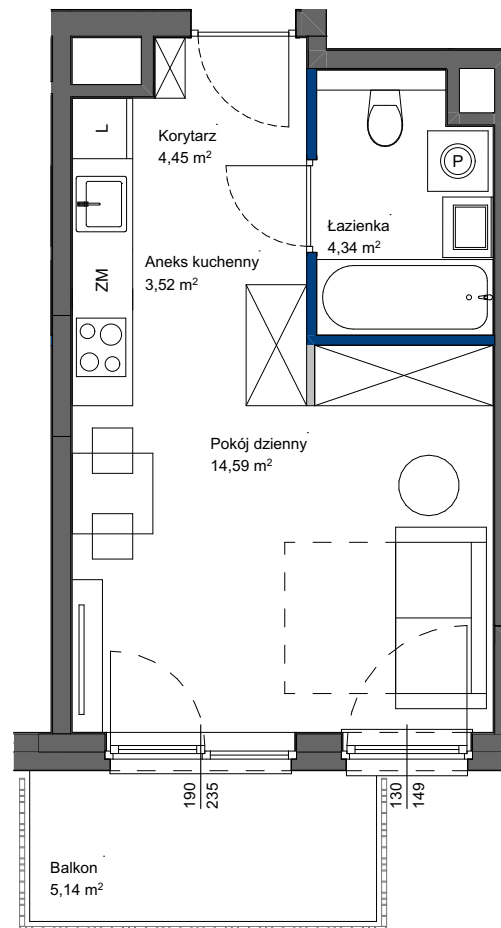 Korytarz
4,45 m²
L
P
Łazienka
4,34 m²
Aneks kuchenny
3,52 m²
ZM
Pokój dzienny
14,59 m²
190
235
130
149
Balkon
5,14 m²